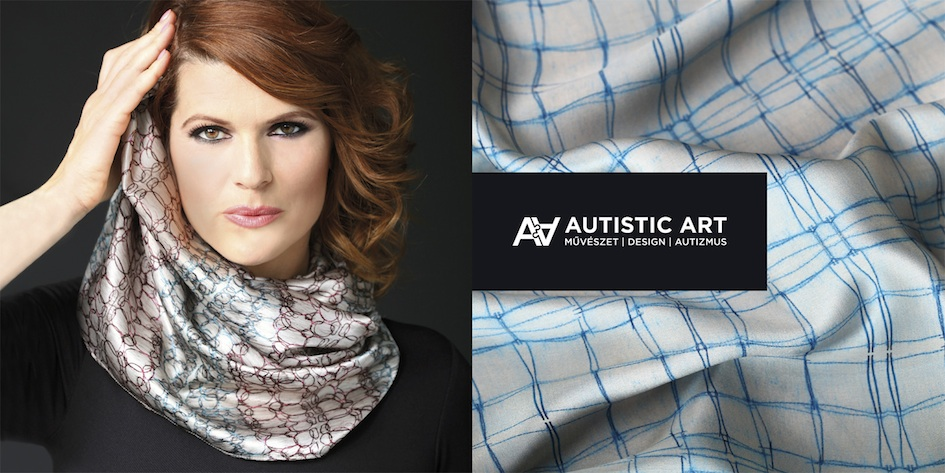 AUTISTIC ART
MŰVÉSZET | DESIGN | AUTIZMUS